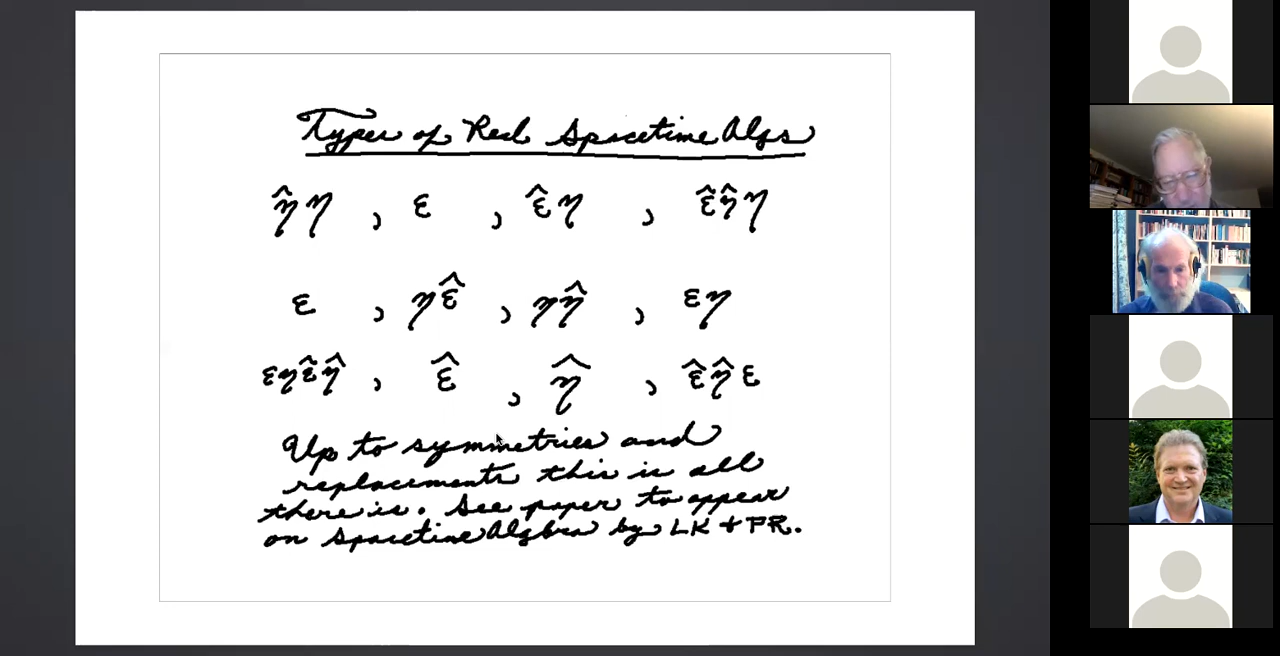 Types of Real Spacetime Algs
η̂η , ε , ε̂η , ε̂η̂η
ε , ηε̂ , ηη̂ , εη
εηε̂η̂ , ε̂ , η̂ , ε̂η̂ε
Up to symmetries and
replacements this is all
there is. See paper to appear
on Spacetime Algebra by LK + PR.